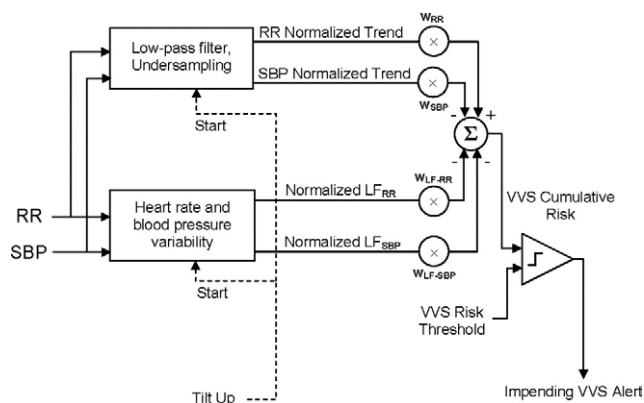 Low-pass filter,
Undersampling
RR Normalized Trend
W_RR
×
SBP Normalized Trend
×
W_SBP
Start
- +
Σ
- -
RR
SBP
Heart rate and
blood pressure
variability
Normalized LF_RR
W_LF-RR
×
Normalized LF_SBP
×
W_LF-SBP
Start
VVS Cumulative
Risk
VVS Risk
Threshold
Tilt Up
Impending VVS Alert